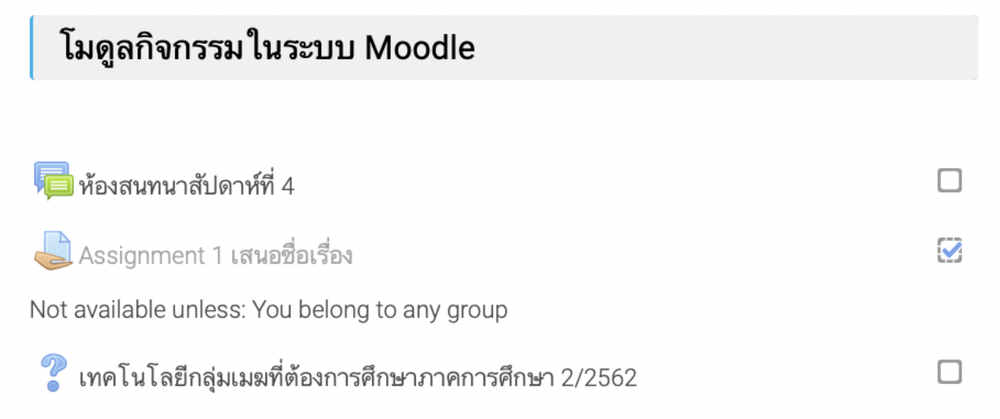 โมดูลกิจกรรมในระบบ Moodle
ห้องสนทนาสัปดาห์ที่ 4
Assignment 1 เสนอชื่อเรื่อง
Not available unless: You belong to any group
เทคโนโลยีกลุ่มเมฆที่ต้องการศึกษาภาคการศึกษา 2/2562